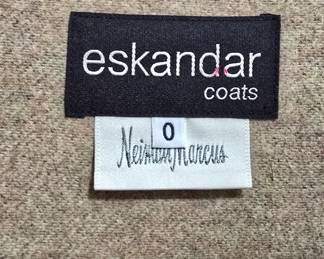 eskandar
coats
0
Neiman Marcus